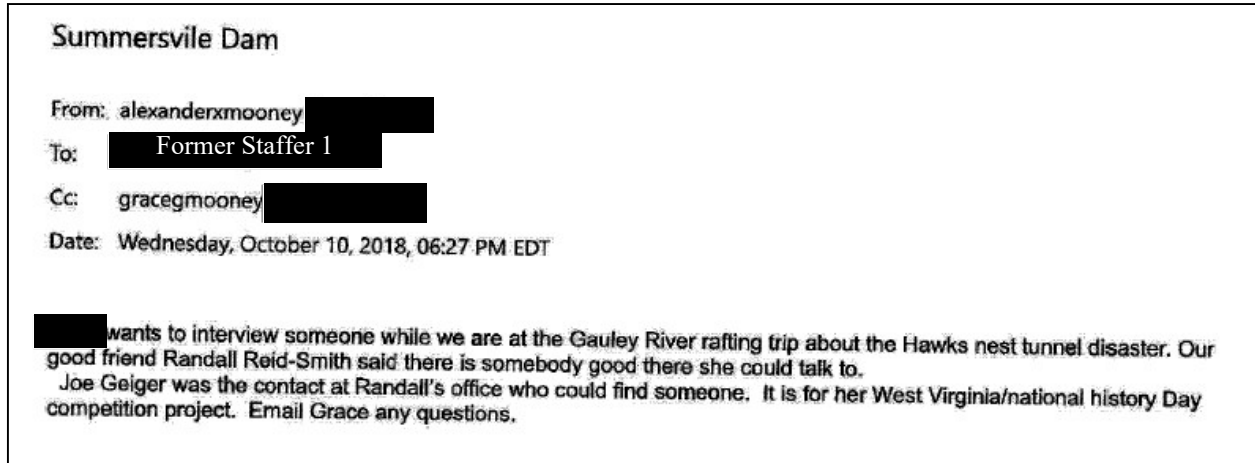 Summersvile Dam
From: alexanderxmooney
To: Former Staffer 1
Cc: gracegmooney
Date: Wednesday, October 10, 2018, 06:27 PM EDT
wants to interview someone while we are at the Gauley River rafting trip about the Hawks nest tunnel disaster. Our
good friend Randall Reid-Smith said there is somebody good there she could talk to.
Joe Geiger was the contact at Randall's office who could find someone. It is for her West Virginia/national history Day
competition project. Email Grace any questions.